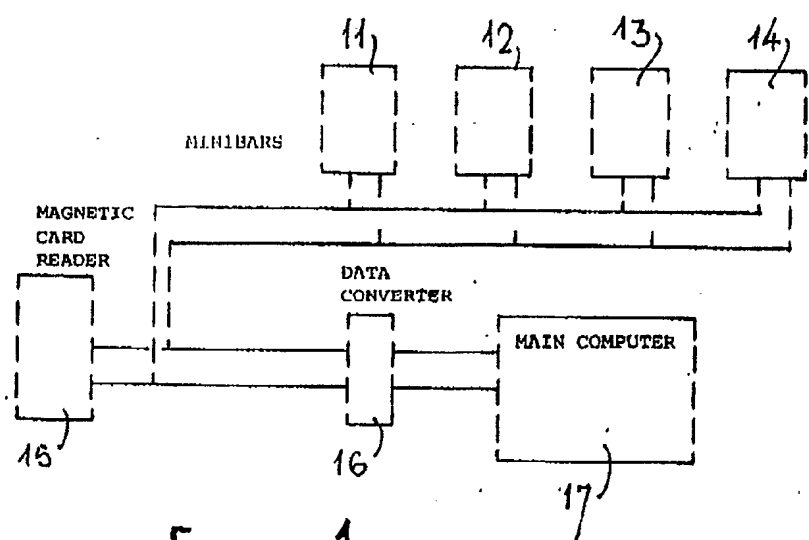 11 12 13 14
MINIBARS
MAGNETIC
CARD
READER
DATA
CONVERTER
MAIN COMPUTER
15 16
17